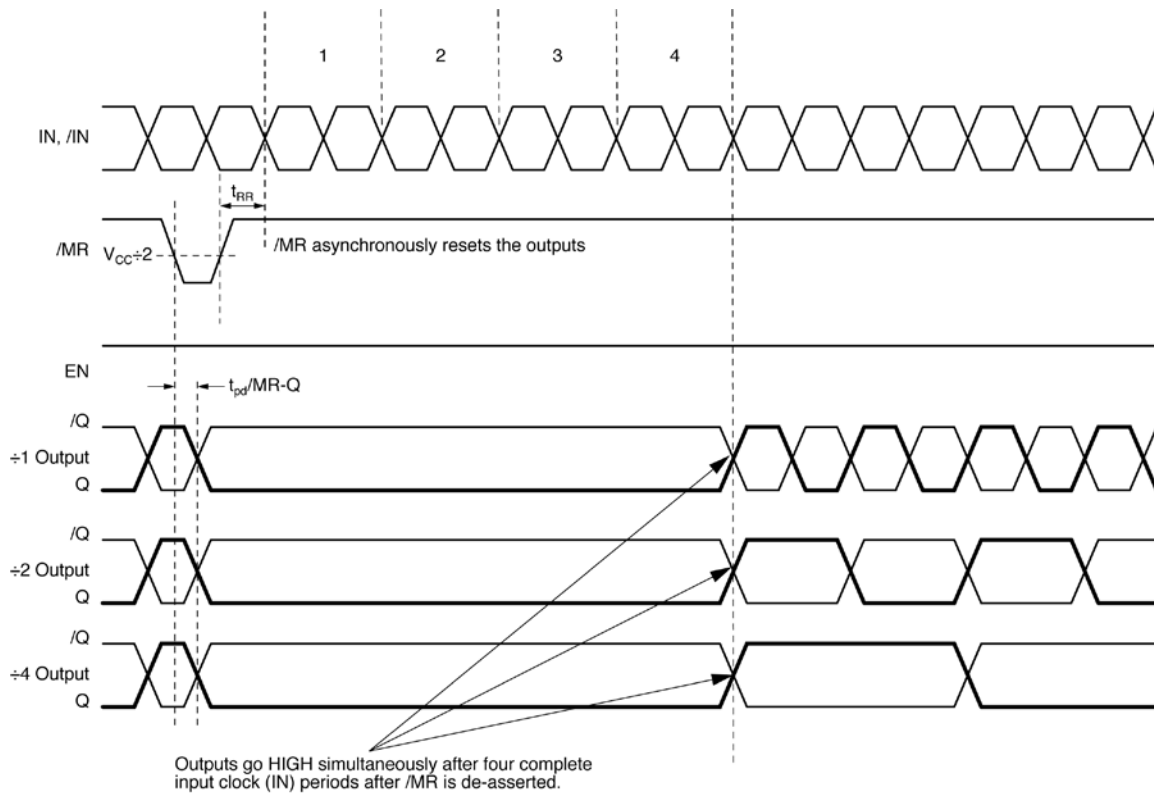 1 2 3 4
IN, /IN
tRR
/MR VCC÷2
/MR asynchronously resets the outputs
EN
tpd/MR-Q
/Q
÷1 Output
Q
/Q
÷2 Output
Q
/Q
÷4 Output
Q
Outputs go HIGH simultaneously after four complete
input clock (IN) periods after /MR is de-asserted.